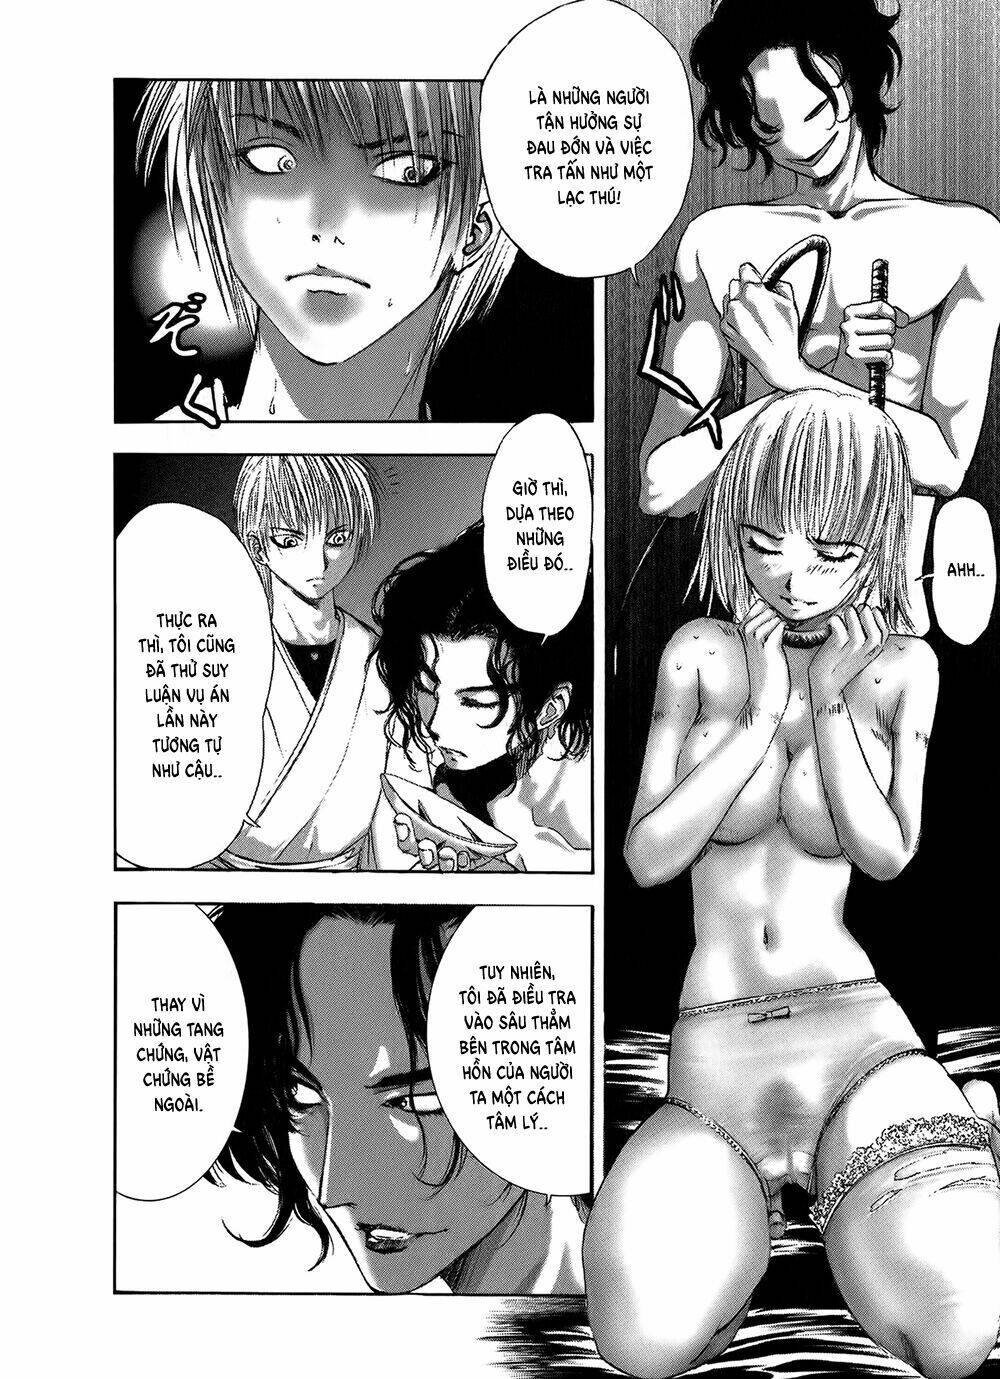 LÀ NHỮNG NGƯỜI
TẬN HƯỞNG SỰ
ĐAU ĐỚN VÀ VIỆC
TRA TẤN NHƯ MỘT
LẠC THÚ!
AHH..
GIỜ THÌ,
DỰA THEO
NHỮNG
ĐIỀU ĐÓ..
THỰC RA
THÌ, TÔI CŨNG
ĐÃ THỬ SUY
LUẬN VỤ ÁN
LẦN NÀY
TƯƠNG TỰ
NHƯ CẬU..
TUY NHIÊN,
TÔI ĐÃ ĐIỀU TRA
VÀO SÂU THẲM
BÊN TRONG TÂM
HỒN CỦA NGƯỜI
TA MỘT CÁCH
TÂM LÝ..
THAY VÌ
NHỮNG TANG
CHỨNG, VẬT
CHỨNG BỀ
NGOÀI.